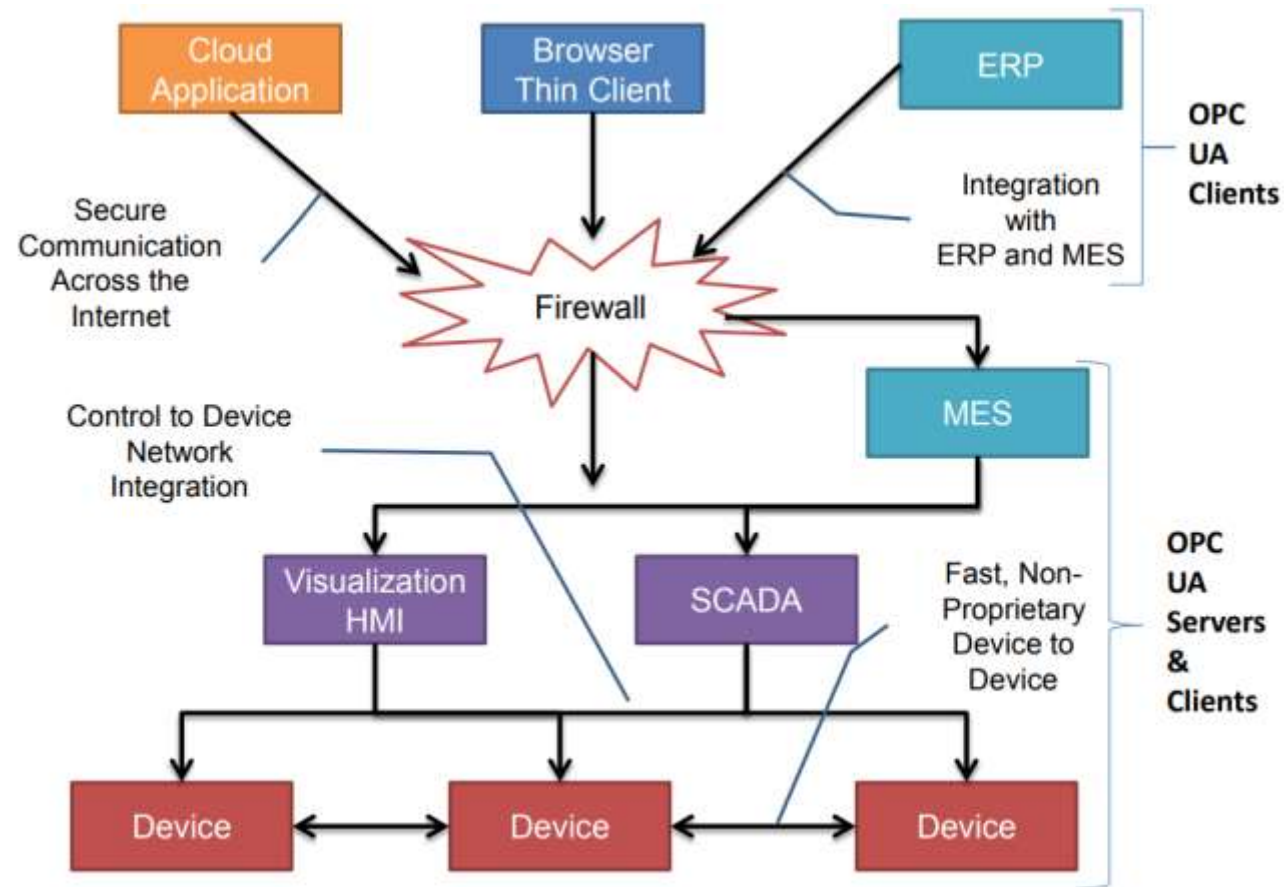 Cloud
Application
Browser
Thin Client
ERP
OPC
UA
Clients
Secure
Communication
Across the
Internet
Integration
with
ERP and MES
Firewall
MES
Control to Device
Network
Integration
Visualization
HMI
SCADA
Fast, Non-
Proprietary
Device to
Device
OPC
UA
Servers
&
Clients
Device
Device
Device